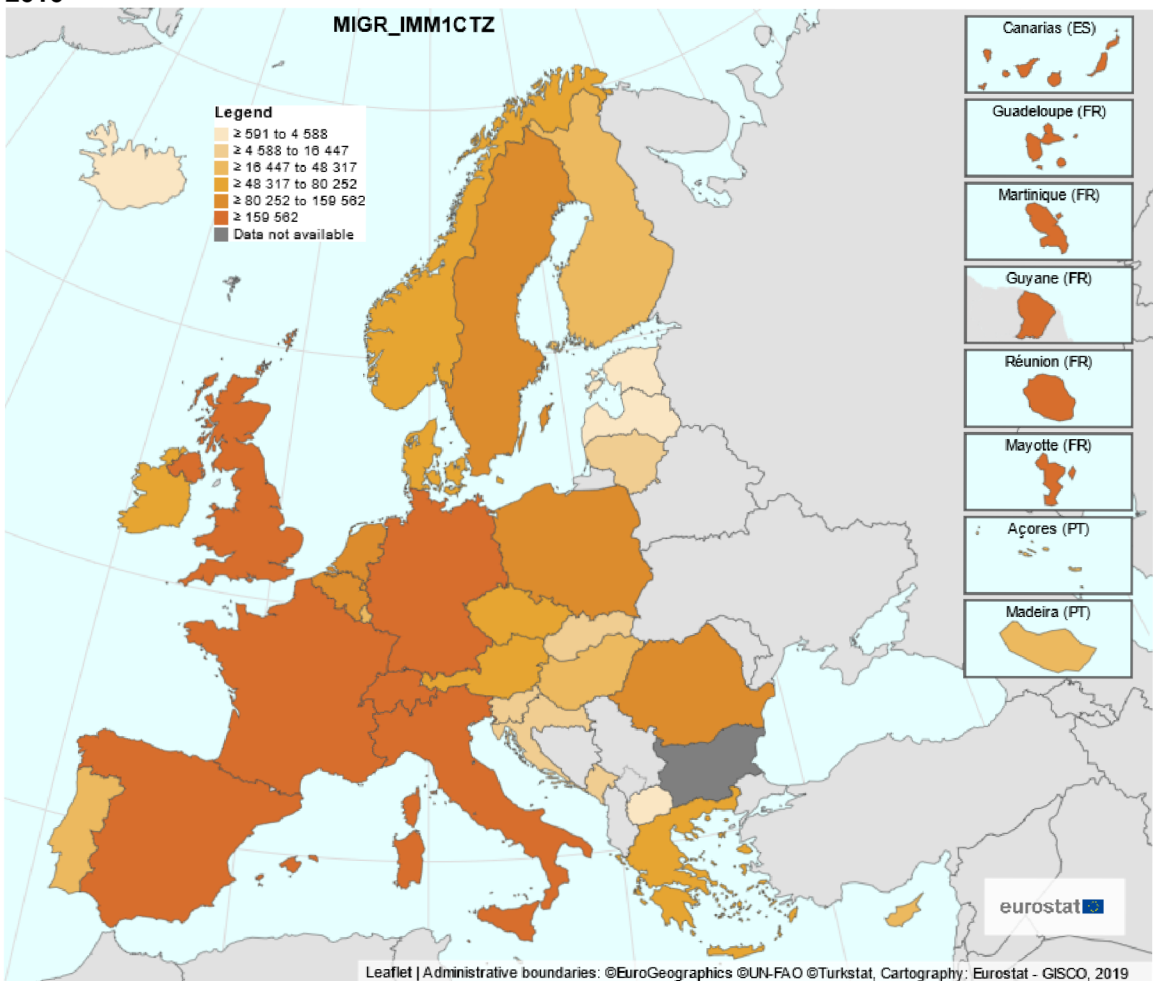 MIGR_IMM1CTZ
Legend
≥ 591 to 4 588
≥ 4 588 to 16 447
≥ 16 447 to 48 317
≥ 48 317 to 80 252
≥ 80 252 to 159 562
≥ 159 562
Data not available
Canarias (ES)
Guadeloupe (FR)
Martinique (FR)
Guyane (FR)
Réunion (FR)
Mayotte (FR)
Açores (PT)
Madeira (PT)
eurostat
Leaflet | Administrative boundaries: ©EuroGeographics ©UN-FAO ©Turkstat, Cartography: Eurostat - GISCO, 2019